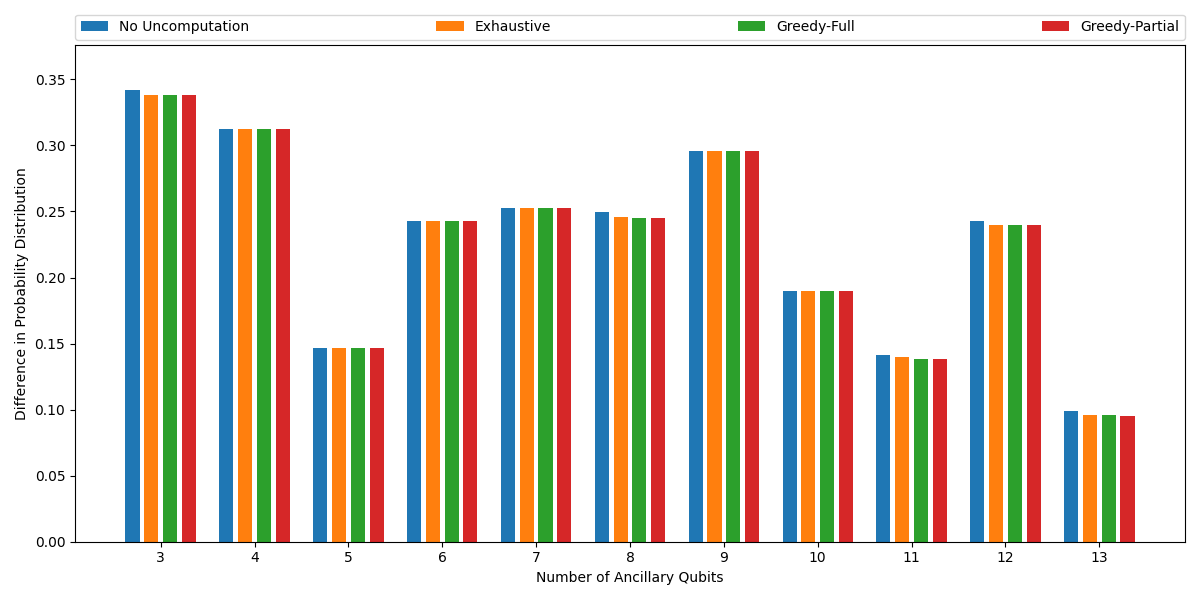 No Uncomputation Exhaustive Greedy-Full Greedy-Partial
Difference in Probability Distribution
0.35
0.30
0.25
0.20
0.15
0.10
0.05
0.00
3 4 5 6 7 8 9 10 11 12 13
Number of Ancillary Qubits